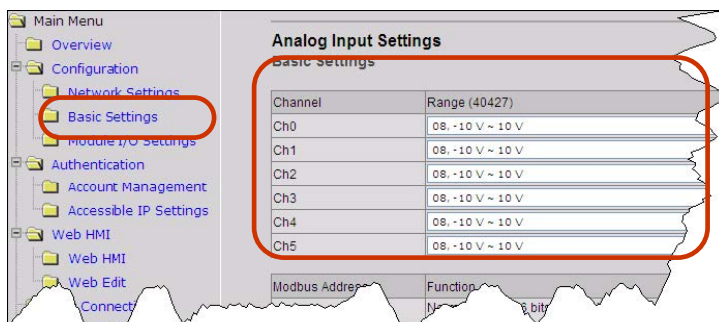 Main Menu
Overview
Configuration
Network Settings
Basic Settings
Module I/O Settings
Authentication
Account Management
Accessible IP Settings
Web HMI
Web HMI
Web Edit
Connecti
Analog Input Settings
Basic Settings
Channel Range (40427)
Ch0 08, -10 V ~ 10 V
Ch1 08, -10 V ~ 10 V
Ch2 08, -10 V ~ 10 V
Ch3 08, -10 V ~ 10 V
Ch4 08, -10 V ~ 10 V
Ch5 08, -10 V ~ 10 V
Modbus Address Function